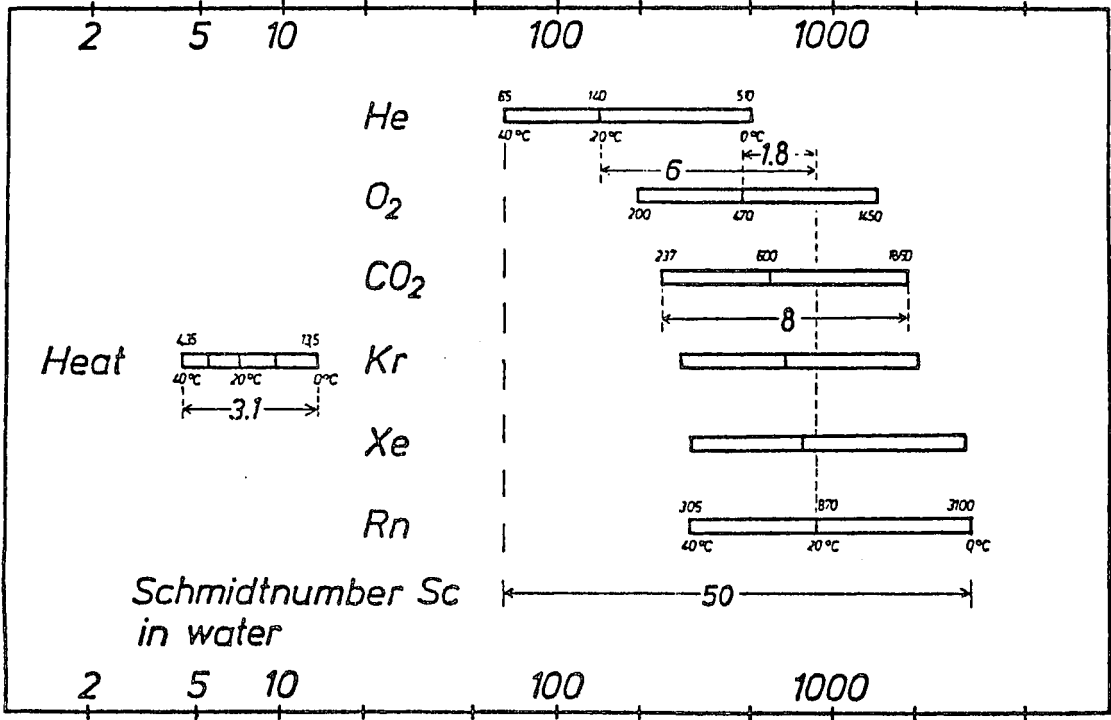 2 5 10 100 1000
He 65 140 510
40°C 20°C 0°C
1.8
6
O2
200 470 1450
CO2 237 600 1850
8
4,35 13,5
Heat Kr
40°C 20°C 0°C
3.1
Xe
Rn 305 870 3100
40°C 20°C 0°C
Schmidtnumber Sc
50
in water
2 5 10 100 1000